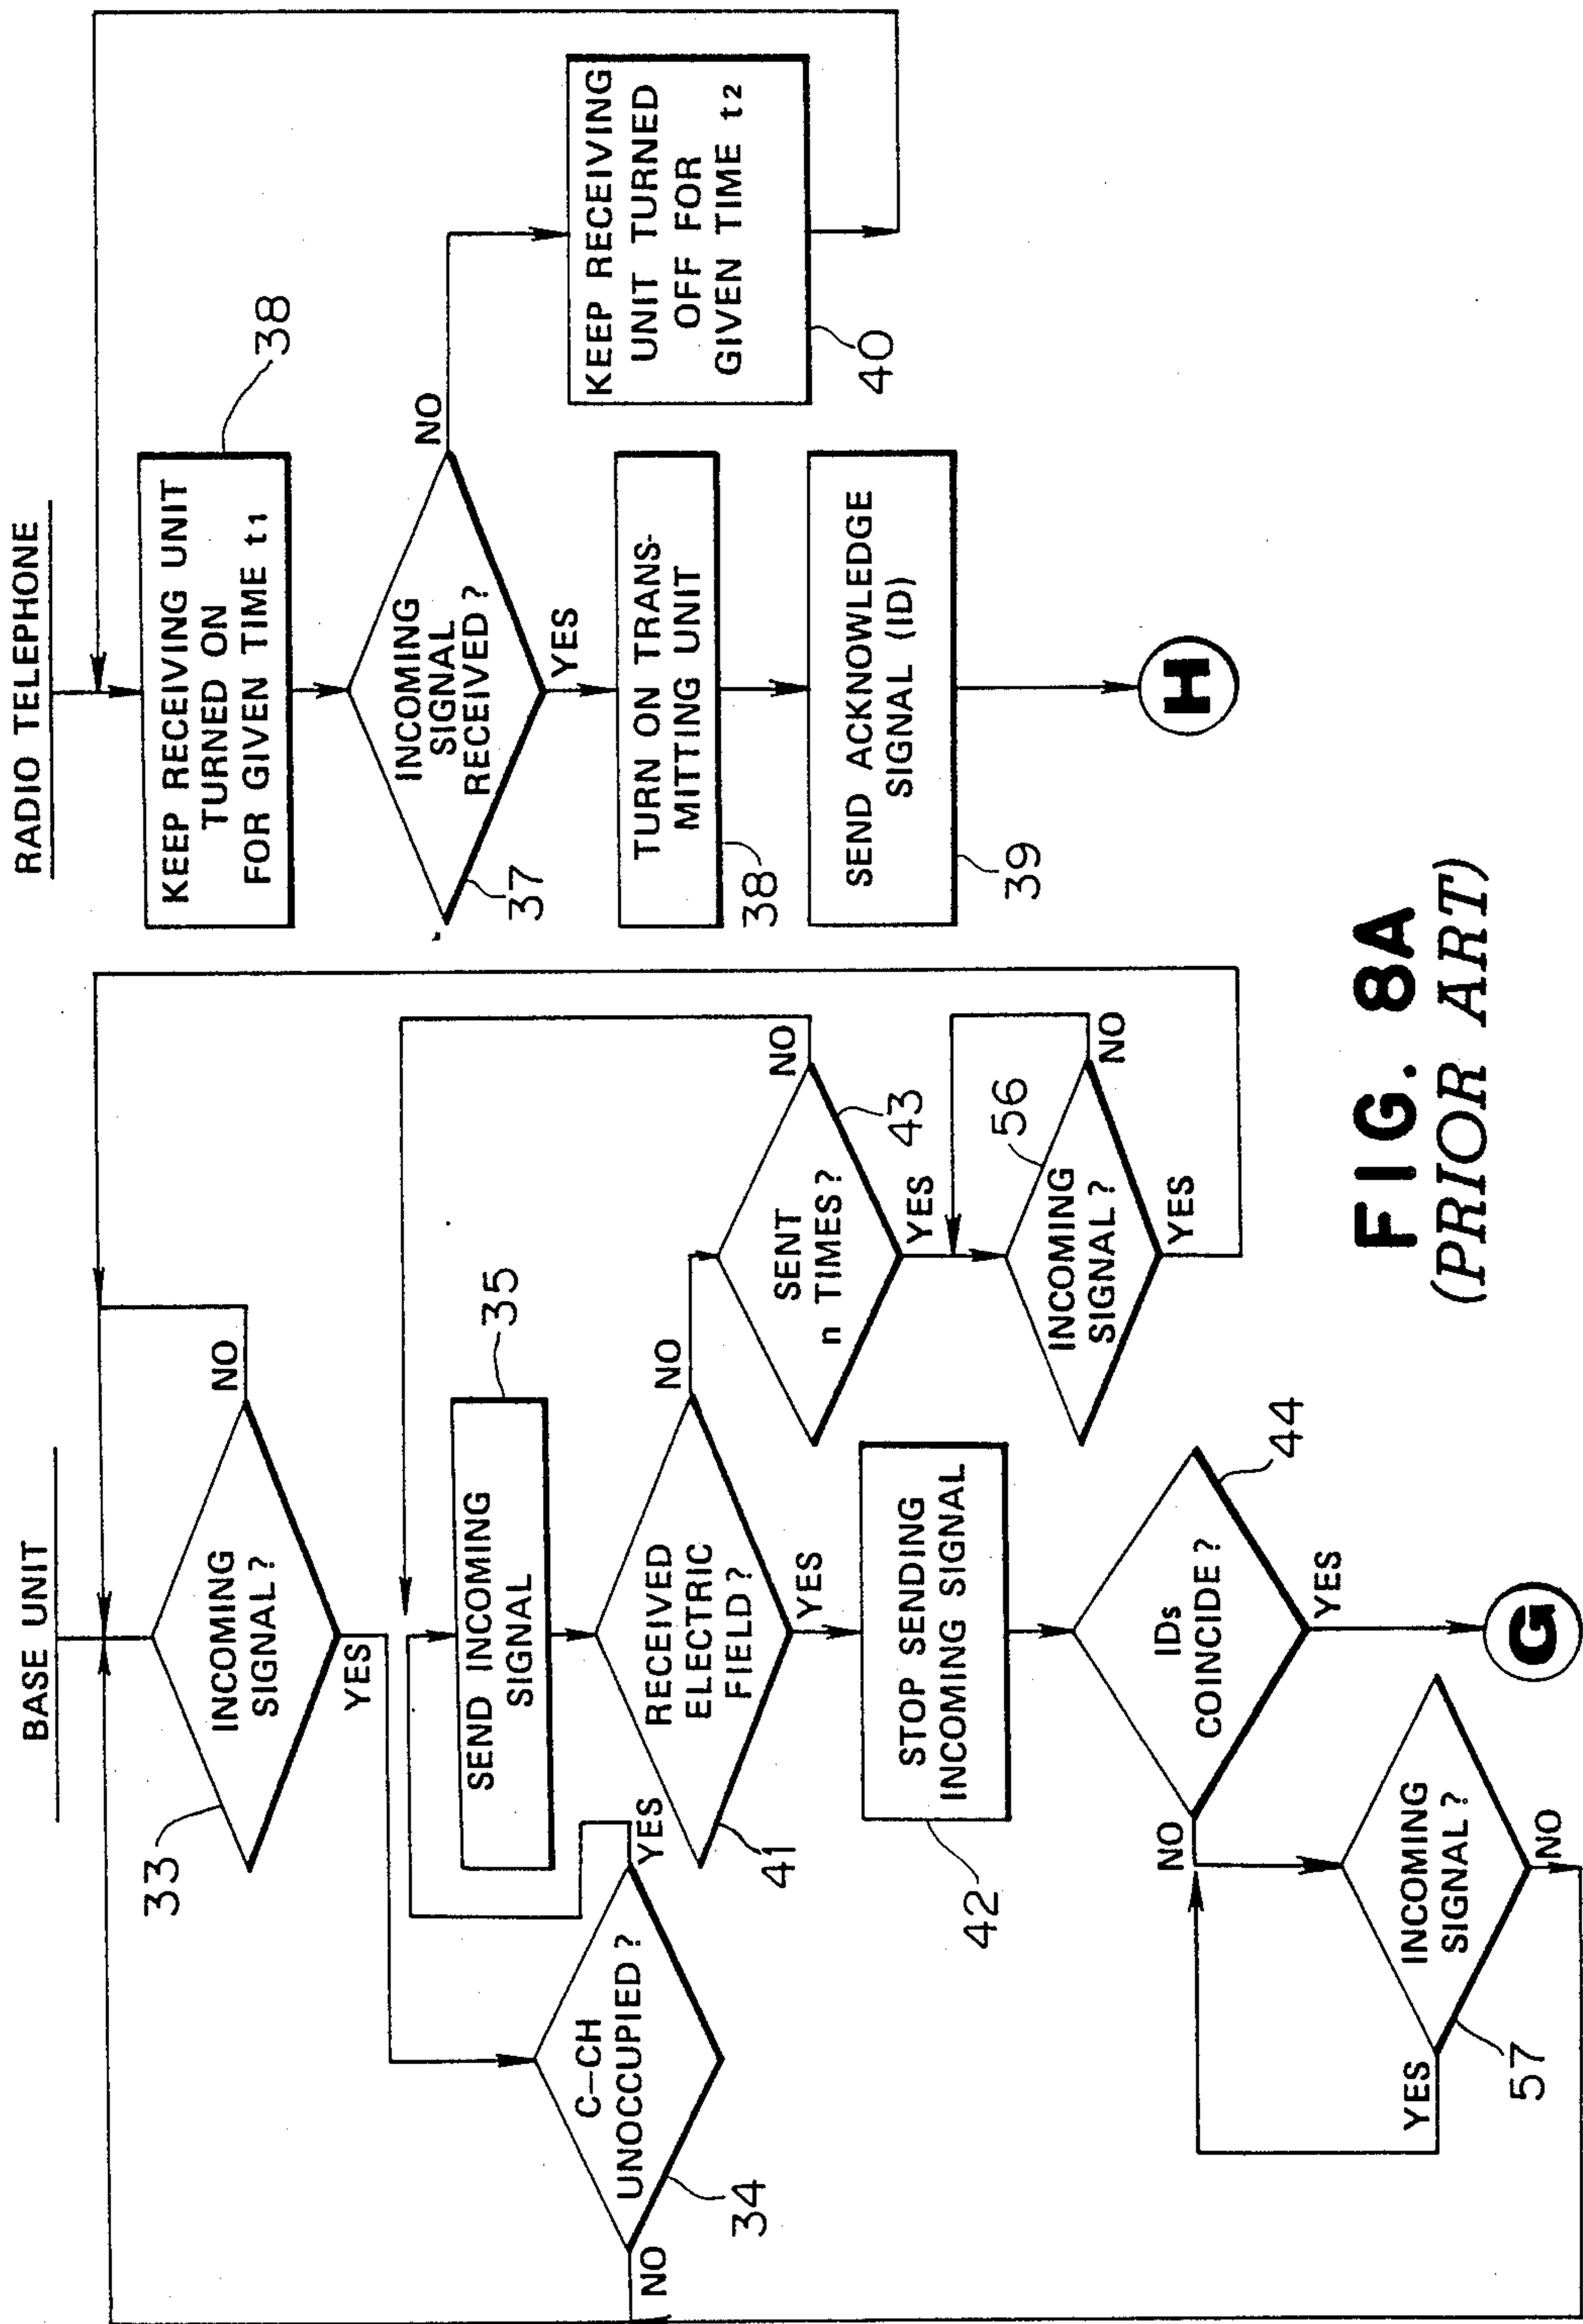 BASE UNIT
INCOMING
SIGNAL?
33
NO
YES
C-CH
UNOCCUPIED?
34
NO
YES
SEND INCOMING
SIGNAL
35
RECEIVED
ELECTRIC
FIELD?
41
NO
YES
SENT
n TIMES?
43
NO
YES
INCOMING
SIGNAL?
56
NO
YES
STOP SENDING
INCOMING SIGNAL
42
IDs
COINCIDE?
44
NO
YES
INCOMING
SIGNAL?
57
YES
NO
G
RADIO TELEPHONE
KEEP RECEIVING UNIT
TURNED ON
FOR GIVEN TIME t1
38
INCOMING
SIGNAL
RECEIVED?
37
NO
YES
KEEP RECEIVING
UNIT TURNED
OFF FOR
GIVEN TIME t2
40
TURN ON TRANS-
MITTING UNIT
38
SEND ACKNOWLEDGE
SIGNAL (ID)
39
H
FIG. 8A
(PRIOR ART)